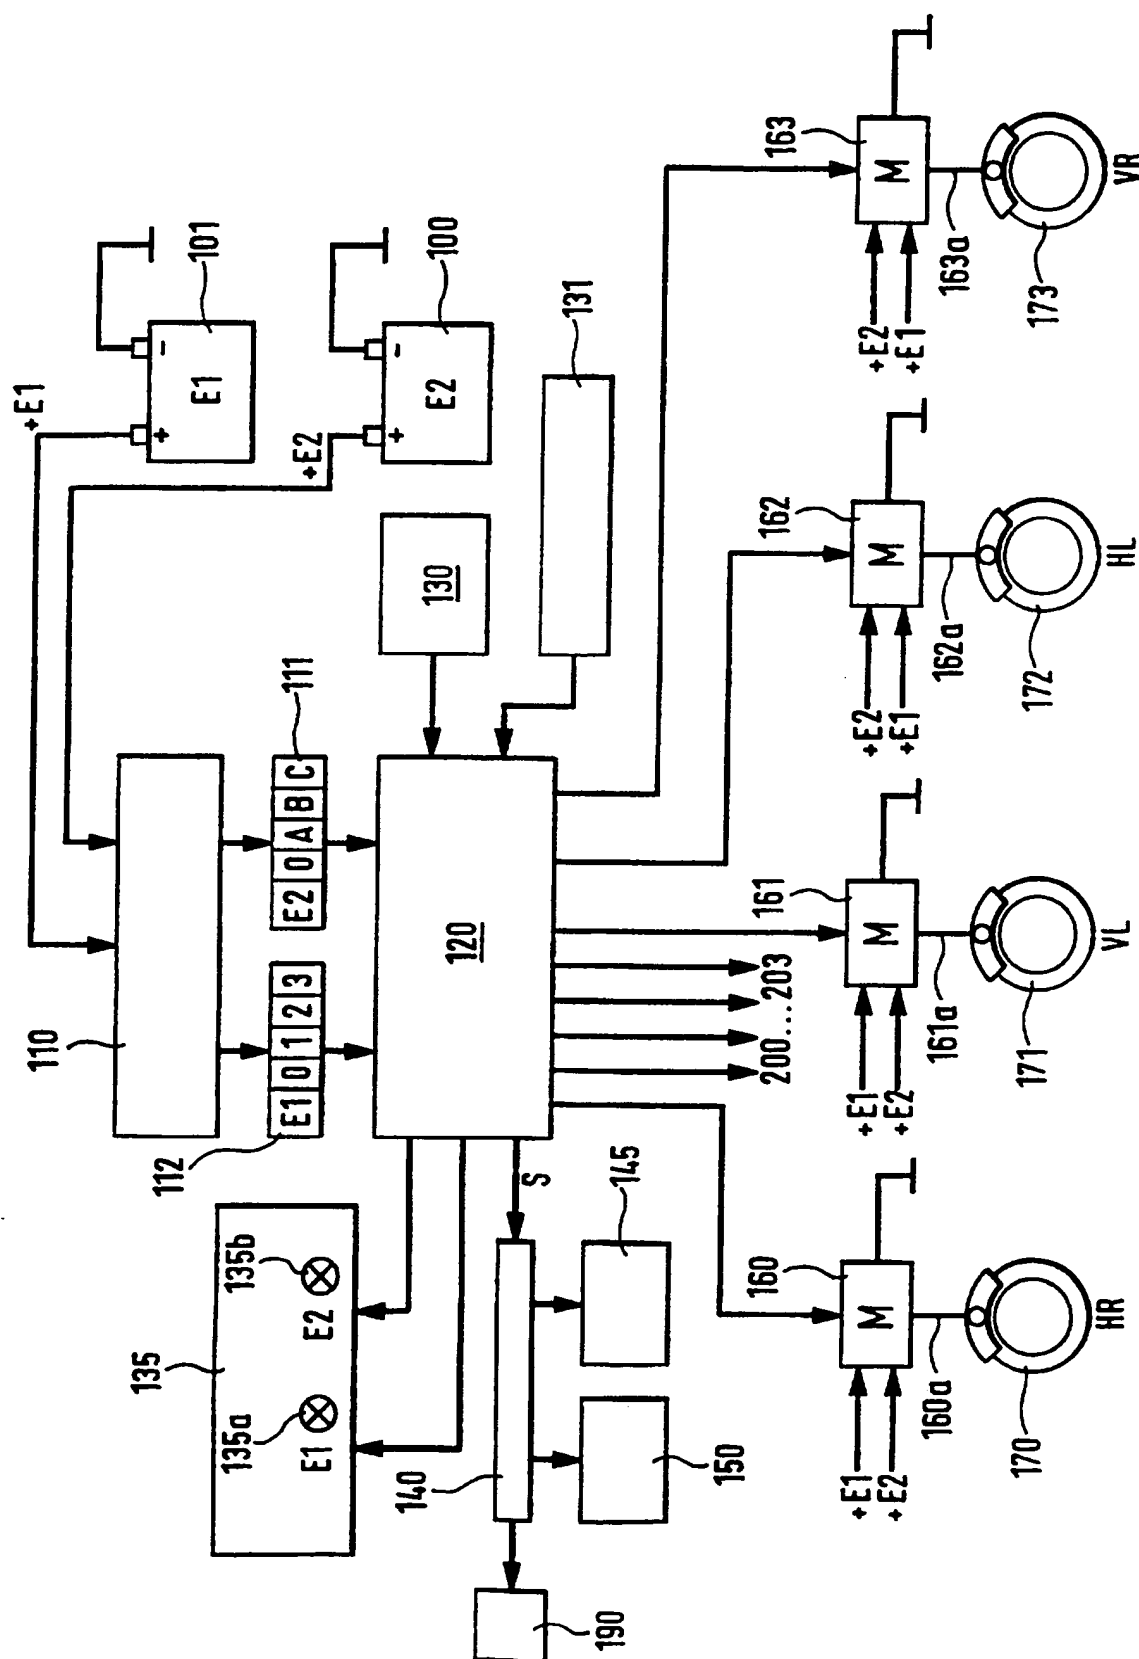 +E1
101
E1
+
-
+E2
100
E2
+
-
131
130
110
111
E2 0 A B C
112
E1 0 1 2 3
120
135
135a
135b
E1
E2
S
140
145
150
190
200...203
160
M
+E1
+E2
160a
170
HR
161
M
+E1
+E2
161a
171
VL
162
M
+E2
+E1
162a
172
HL
163
M
+E2
+E1
163a
173
VR